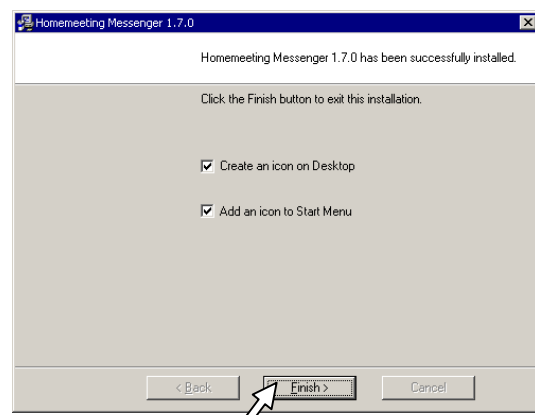 Homemeeting Messenger 1.7.0
Homemeeting Messenger 1.7.0 has been successfully installed.
Click the Finish button to exit this installation.
Create an icon on Desktop
Add an icon to Start Menu
< Back Finish > Cancel